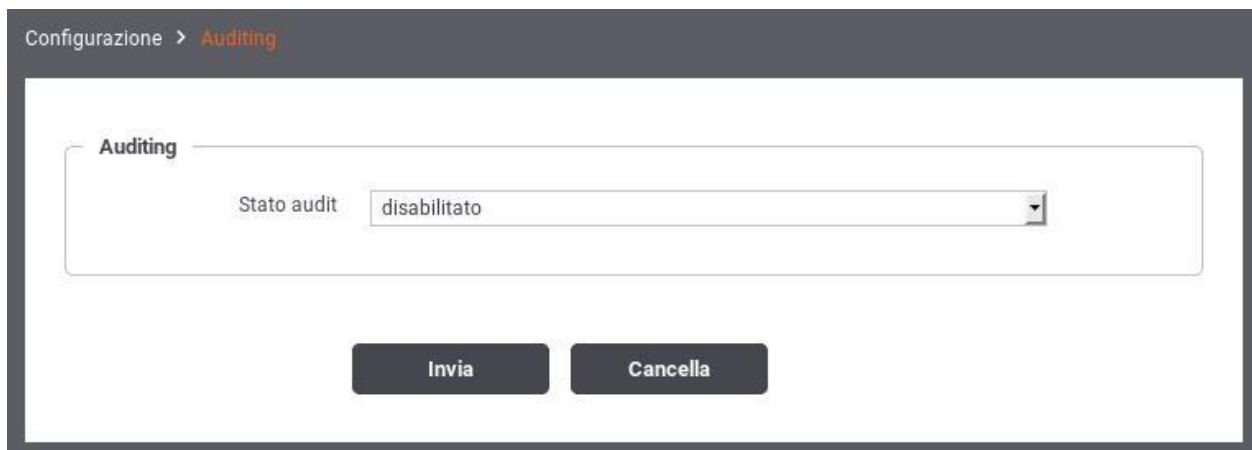 Configurazione > Auditing
Auditing
Stato audit disabilitato
Invia Cancella